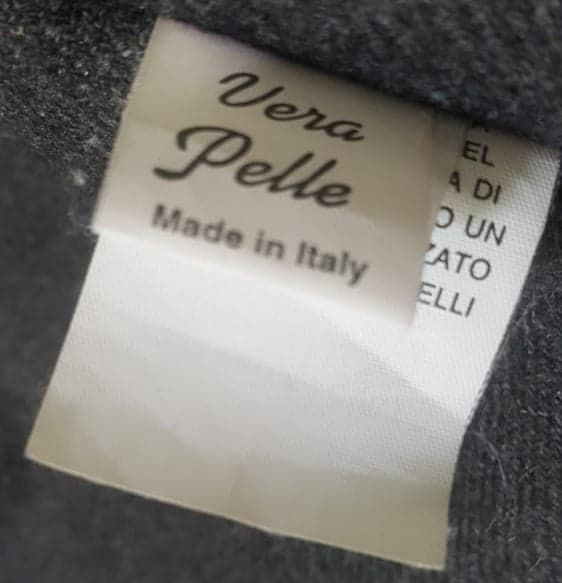 Vera
Pelle
Made in Italy
EL
A DI
O UN
ZATO
ELLI